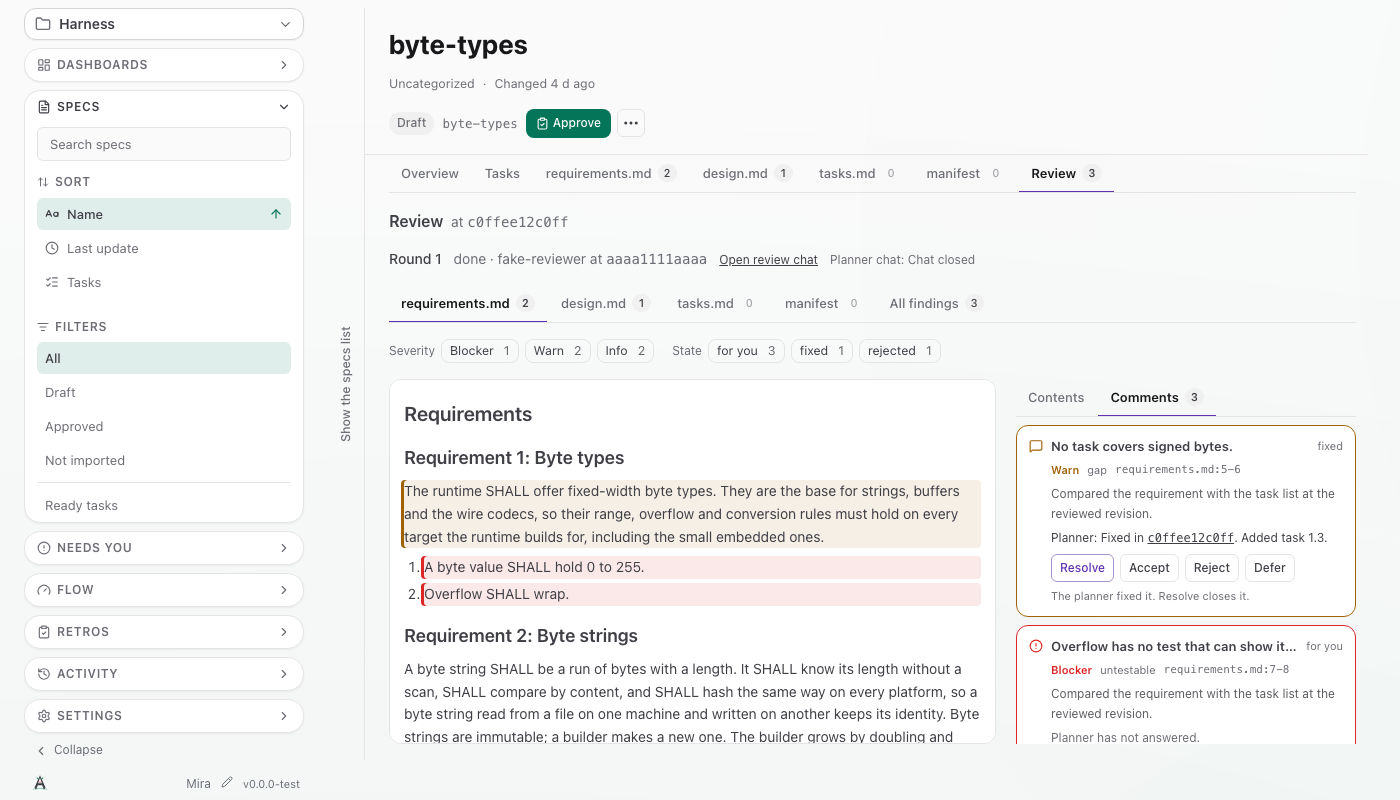 Harness
DASHBOARDS
SPECS
Search specs
SORT
Aa Name
Last update
Tasks
FILTERS
All
Draft
Approved
Not imported
Ready tasks
NEEDS YOU
FLOW
RETROS
ACTIVITY
SETTINGS
Collapse
Mira v0.0.0-test
Show the specs list
byte-types
Uncategorized · Changed 4 d ago
Draft byte-types Approve
Overview Tasks requirements.md 2 design.md 1 tasks.md 0 manifest 0 Review 3
Review at c0ffee12c0ff
Round 1 done · fake-reviewer at aaaa1111aaaa Open review chat Planner chat: Chat closed
requirements.md 2 design.md 1 tasks.md 0 manifest 0 All findings 3
Severity Blocker 1 Warn 2 Info 2 State for you 3 fixed 1 rejected 1
Requirements
Requirement 1: Byte types
The runtime SHALL offer fixed-width byte types. They are the base for strings, buffers
and the wire codecs, so their range, overflow and conversion rules must hold on every
target the runtime builds for, including the small embedded ones.
1. A byte value SHALL hold 0 to 255.
2. Overflow SHALL wrap.
Requirement 2: Byte strings
A byte string SHALL be a run of bytes with a length. It SHALL know its length without a
scan, SHALL compare by content, and SHALL hash the same way on every platform, so a
byte string read from a file on one machine and written on another keeps its identity. Byte
strings are immutable; a builder makes a new one. The builder grows by doubling and
Contents Comments 3
No task covers signed bytes. fixed
Warn gap requirements.md:5–6
Compared the requirement with the task list at the
reviewed revision.
Planner: Fixed in c0ffee12c0ff. Added task 1.3.
Resolve Accept Reject Defer
The planner fixed it. Resolve closes it.
Overflow has no test that can show it... for you
Blocker untestable requirements.md:7–8
Compared the requirement with the task list at the
reviewed revision.
Planner has not answered.